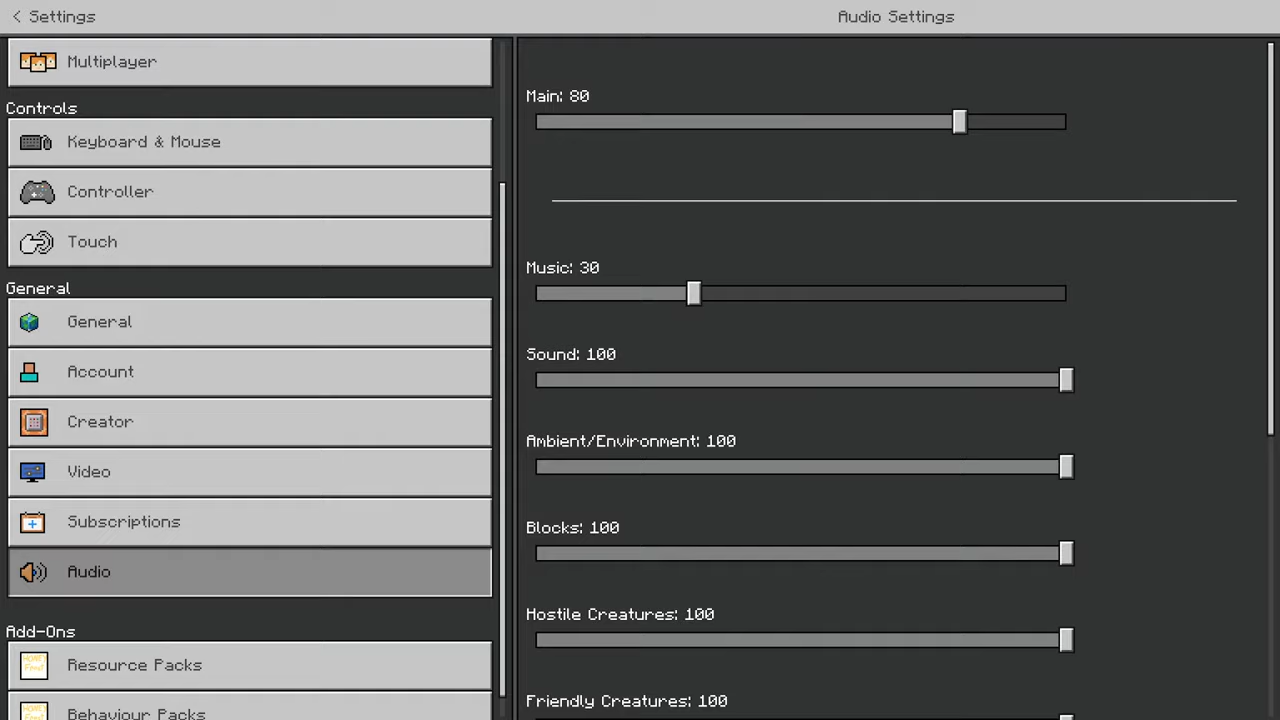 Settings
Audio Settings
Multiplayer
Controls
Keyboard & Mouse
Controller
Touch
General
General
Account
Creator
Video
Subscriptions
Audio
Add-Ons
Resource Packs
Behaviour Packs
Main: 80
Music: 30
Sound: 100
Ambient/Environment: 100
Blocks: 100
Hostile Creatures: 100
Friendly Creatures: 100